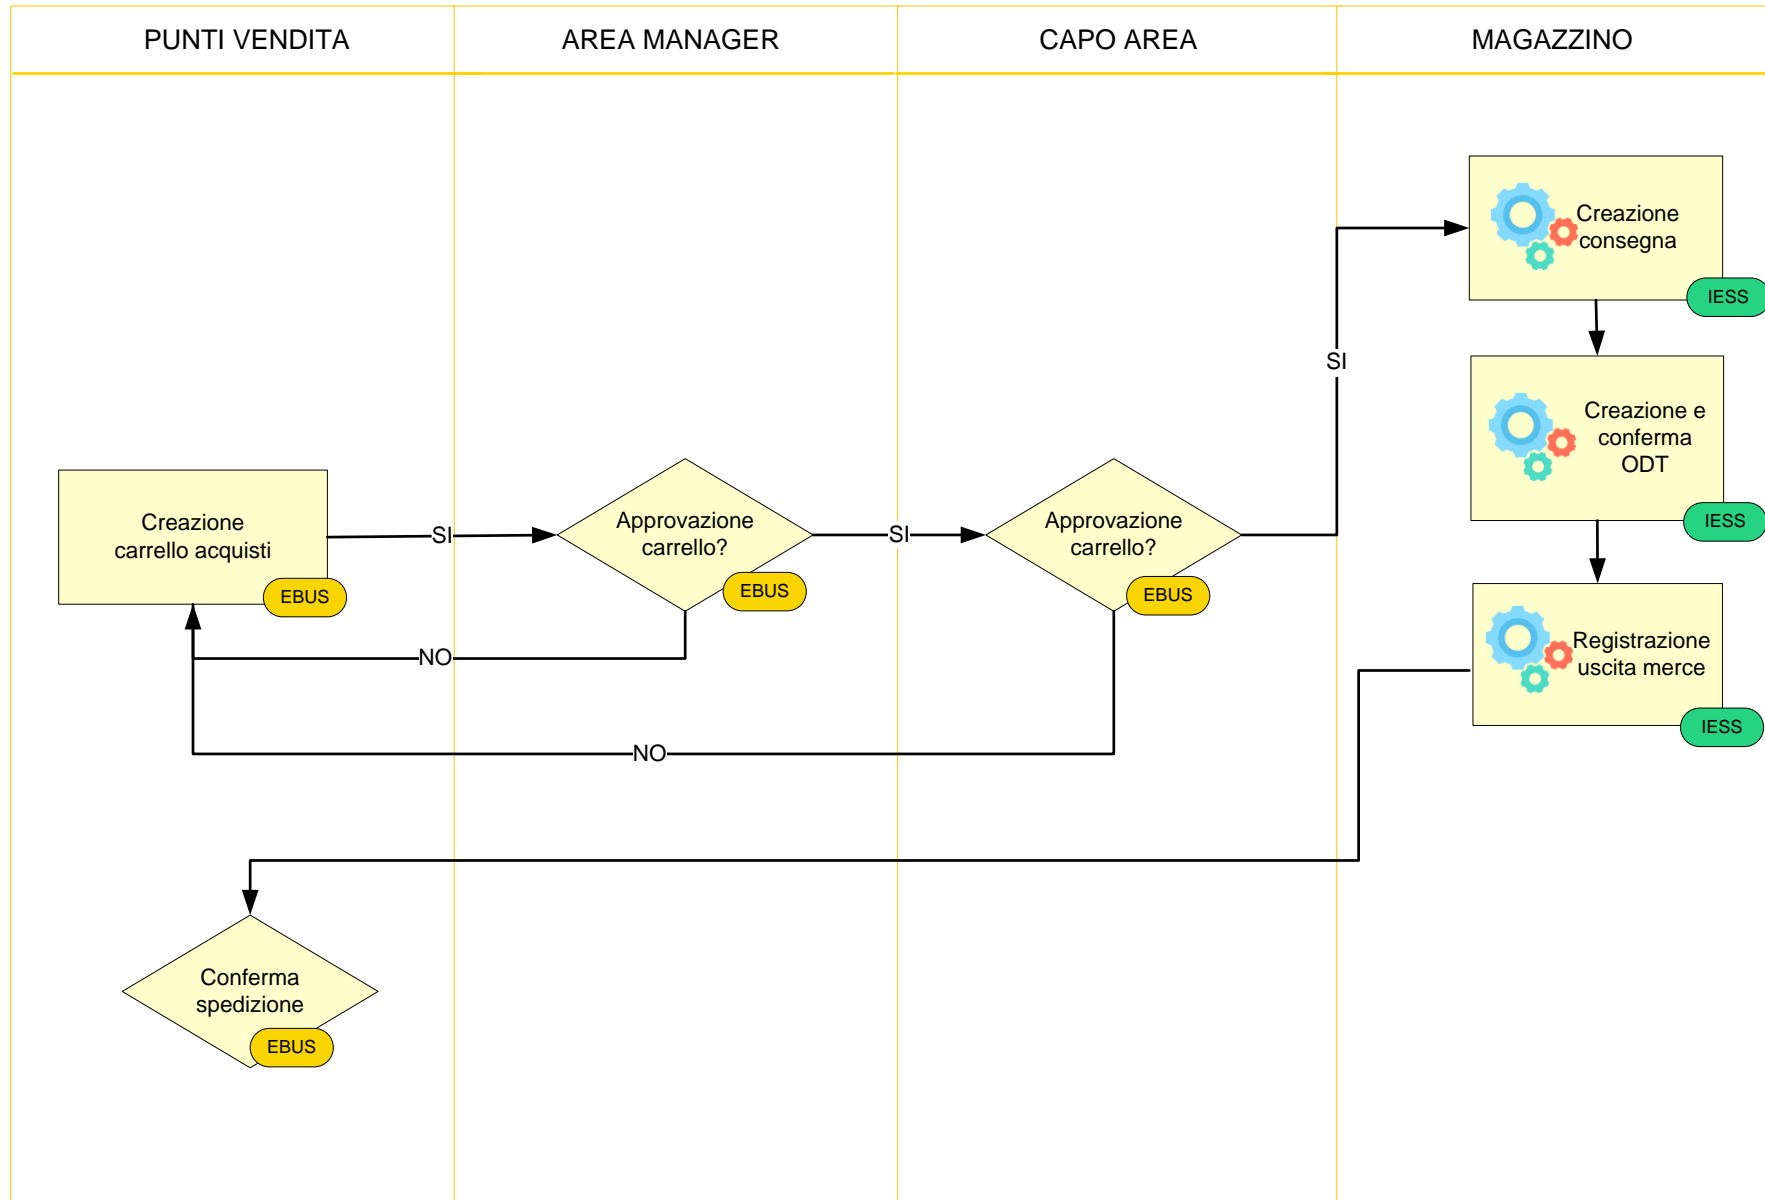 PUNTI VENDITA
AREA MANAGER
CAPO AREA
MAGAZZINO
Creazione
consegna
IESS
SI
Creazione e
conferma
ODT
IESS
Creazione
carrello acquisti
EBUS
SI
Approvazione
carrello?
EBUS
SI
Approvazione
carrello?
EBUS
Registrazione
uscita merce
IESS
NO
NO
Conferma
spedizione
EBUS